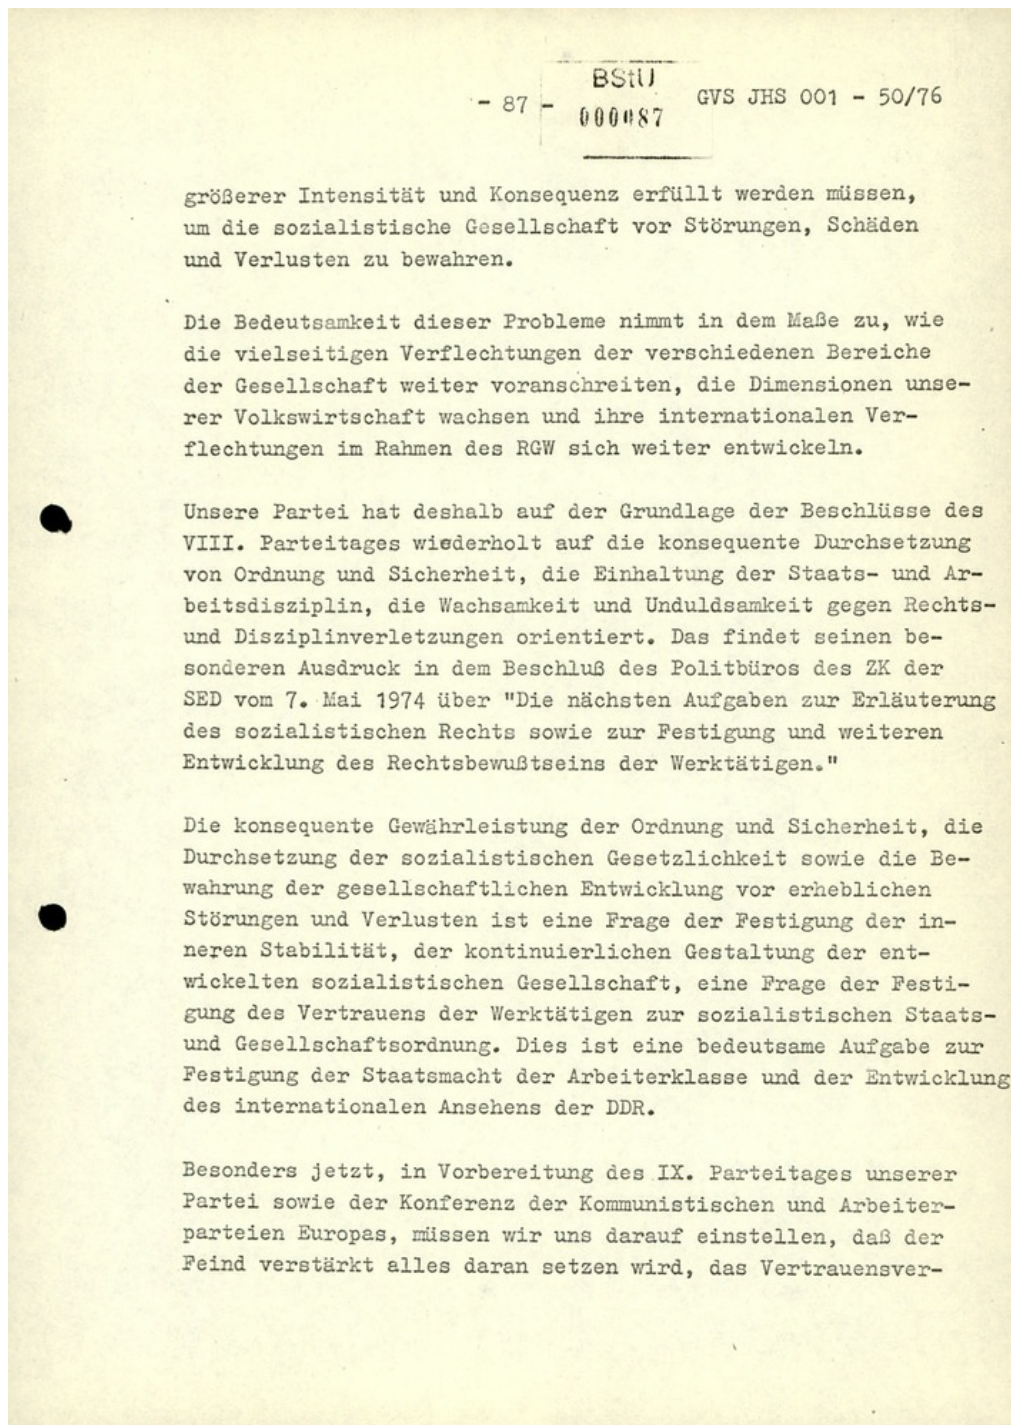 - 87 -
BStU
000087
GVS JHS 001 - 50/76
größerer Intensität und Konsequenz erfüllt werden müssen,
um die sozialistische Gesellschaft vor Störungen, Schäden
und Verlusten zu bewahren.
Die Bedeutsamkeit dieser Probleme nimmt in dem Maße zu, wie
die vielseitigen Verflechtungen der verschiedenen Bereiche
der Gesellschaft weiter voranschreiten, die Dimensionen unse-
rer Volkswirtschaft wachsen und ihre internationalen Ver-
flechtungen im Rahmen des RGW sich weiter entwickeln.
Unsere Partei hat deshalb auf der Grundlage der Beschlüsse des
VIII. Parteitages wiederholt auf die konsequente Durchsetzung
von Ordnung und Sicherheit, die Einhaltung der Staats- und Ar-
beitsdisziplin, die Wachsamkeit und Unduldsamkeit gegen Rechts-
und Disziplinverletzungen orientiert. Das findet seinen be-
sonderen Ausdruck in dem Beschluß des Politbüros des ZK der
SED vom 7. Mai 1974 über "Die nächsten Aufgaben zur Erläuterung
des sozialistischen Rechts sowie zur Festigung und weiteren
Entwicklung des Rechtsbewußtseins der Werktätigen."
Die konsequente Gewährleistung der Ordnung und Sicherheit, die
Durchsetzung der sozialistischen Gesetzlichkeit sowie die Be-
wahrung der gesellschaftlichen Entwicklung vor erheblichen
Störungen und Verlusten ist eine Frage der Festigung der in-
neren Stabilität, der kontinuierlichen Gestaltung der ent-
wickelten sozialistischen Gesellschaft, eine Frage der Festi-
gung des Vertrauens der Werktätigen zur sozialistischen Staats-
und Gesellschaftsordnung. Dies ist eine bedeutsame Aufgabe zur
Festigung der Staatsmacht der Arbeiterklasse und der Entwicklung
des internationalen Ansehens der DDR.
Besonders jetzt, in Vorbereitung des IX. Parteitages unserer
Partei sowie der Konferenz der Kommunistischen und Arbeiter-
parteien Europas, müssen wir uns darauf einstellen, daß der
Feind verstärkt alles daran setzen wird, das Vertrauensver-